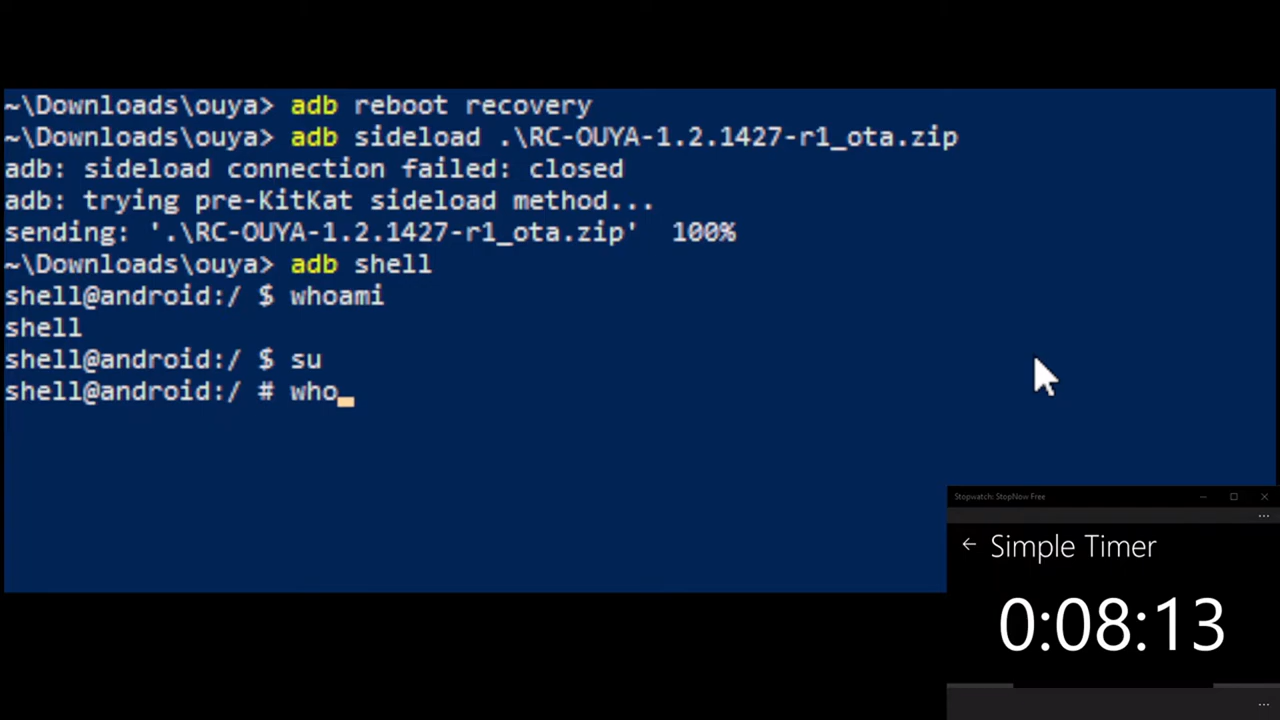 ~\Downloads\ouya> adb reboot recovery
~\Downloads\ouya> adb sideload .\RC-OUYA-1.2.1427-r1_ota.zip
adb: sideload connection failed: closed
adb: trying pre-KitKat sideload method...
sending: '.\RC-OUYA-1.2.1427-r1_ota.zip'  100%
~\Downloads\ouya> adb shell
shell@android:/ $ whoami
shell
shell@android:/ $ su
shell@android:/ # who_
Stopwatch: StopNow Free
Simple Timer
0:08:13